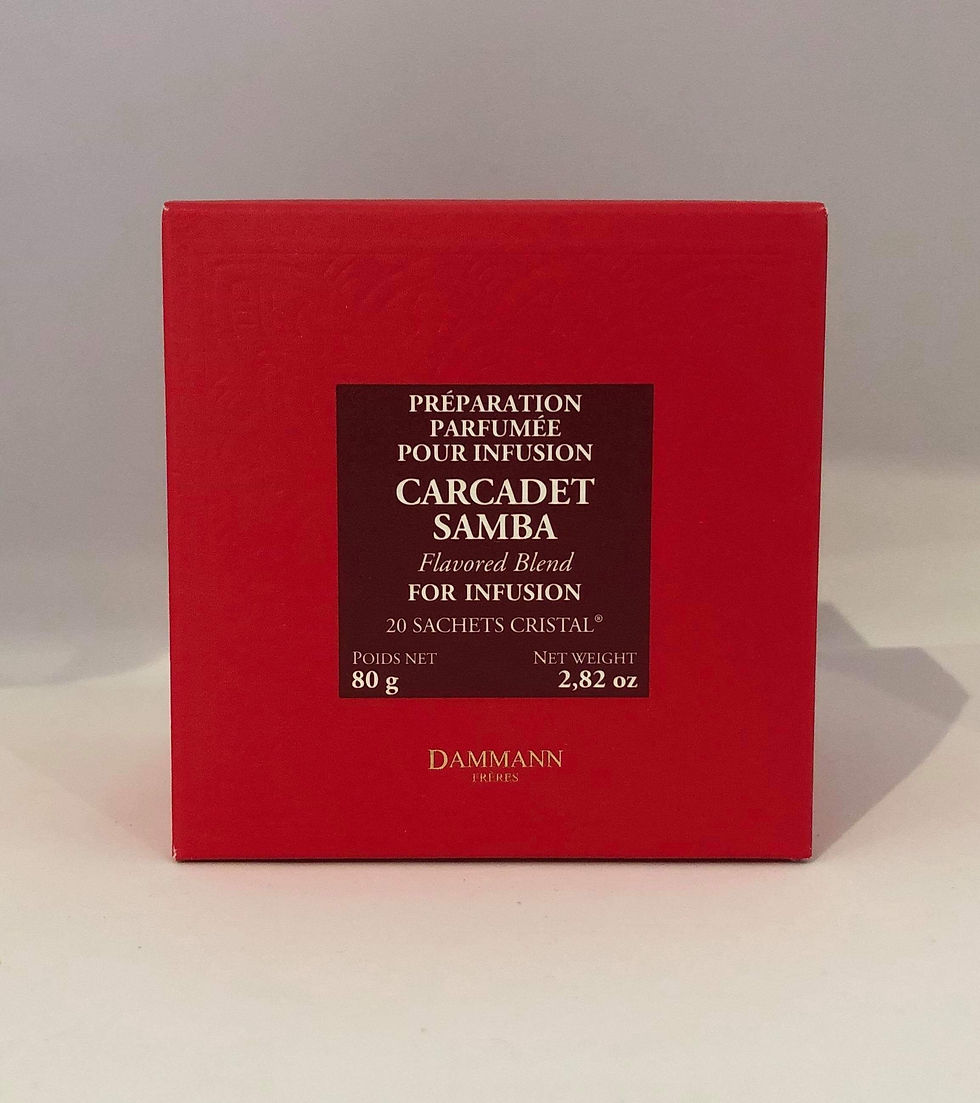 PRÉPARATION
PARFUMÉE
POUR INFUSION
CARCADET
SAMBA
Flavored Blend
FOR INFUSION
20 SACHETS CRISTAL®
POIDS NET NET WEIGHT
80 g 2,82 oz
DAMMANN
FRÈRES